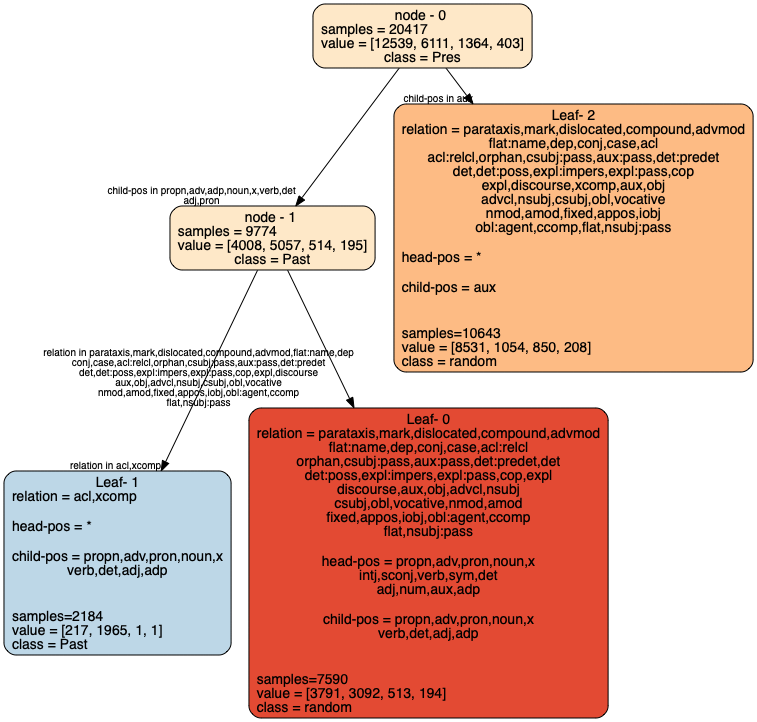 node - 0
samples = 20417
value = [12539, 6111, 1364, 403]
class = Pres
child-pos in aux
Leaf- 2
relation = parataxis,mark,dislocated,compound,advmod
flat:name,dep,conj,case,acl
acl:relcl,orphan,csubj:pass,aux:pass,det:predet
det,det:poss,expl:impers,expl:pass,cop
expl,discourse,xcomp,aux,obj
advcl,nsubj,csubj,obl,vocative
nmod,amod,fixed,appos,iobj
obl:agent,ccomp,flat,nsubj:pass
head-pos = *
child-pos = aux
samples=10643
value = [8531, 1054, 850, 208]
class = random
child-pos in propn,adv,adp,noun,x,verb,det
adj,pron
node - 1
samples = 9774
value = [4008, 5057, 514, 195]
class = Past
relation in parataxis,mark,dislocated,compound,advmod,flat:name,dep
conj,case,acl:relcl,orphan,csubj:pass,aux:pass,det:predet
det,det:poss,expl:impers,expl:pass,cop,expl,discourse
aux,obj,advcl,nsubj,csubj,obl,vocative
nmod,amod,fixed,appos,iobj,obl:agent,ccomp
flat,nsubj:pass
relation in acl,xcomp
Leaf- 1
relation = acl,xcomp
head-pos = *
child-pos = propn,adv,pron,noun,x
verb,det,adj,adp
samples=2184
value = [217, 1965, 1, 1]
class = Past
Leaf- 0
relation = parataxis,mark,dislocated,compound,advmod
flat:name,dep,conj,case,acl:relcl
orphan,csubj:pass,aux:pass,det:predet,det
det:poss,expl:impers,expl:pass,cop,expl
discourse,aux,obj,advcl,nsubj
csubj,obl,vocative,nmod,amod
fixed,appos,iobj,obl:agent,ccomp
flat,nsubj:pass
head-pos = propn,adv,pron,noun,x
intj,sconj,verb,sym,det
adj,num,aux,adp
child-pos = propn,adv,pron,noun,x
verb,det,adj,adp
samples=7590
value = [3791, 3092, 513, 194]
class = random